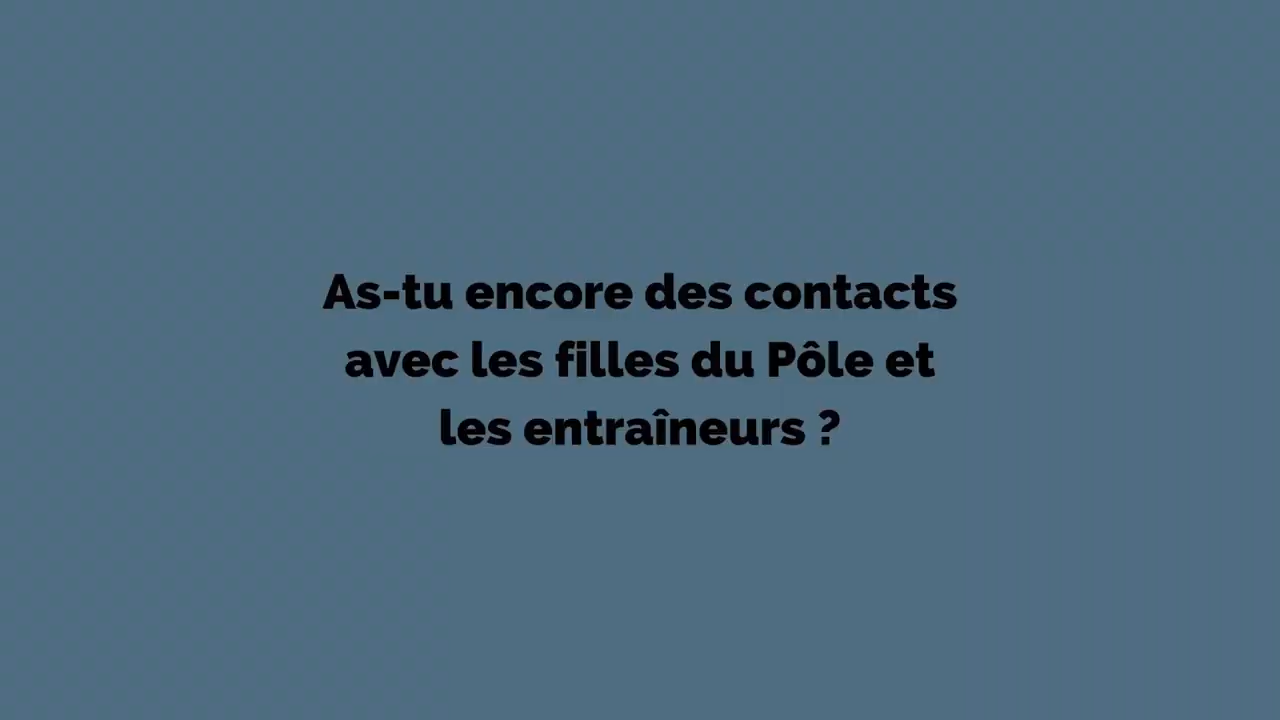 As-tu encore des contacts
avec les filles du Pôle et
les entraîneurs ?